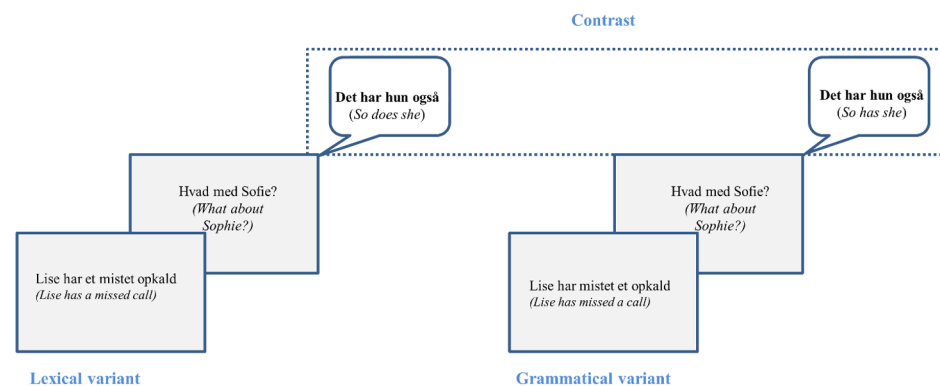 Contrast
Det har hun også
(So does she)
Hvad med Sofie?
(What about
Sophie?)
Lise har et mistet opkald
(Lise has a missed call)
Lexical variant
Det har hun også
(So has she)
Hvad med Sofie?
(What about
Sophie?)
Lise har mistet et opkald
(Lise has missed a call)
Grammatical variant